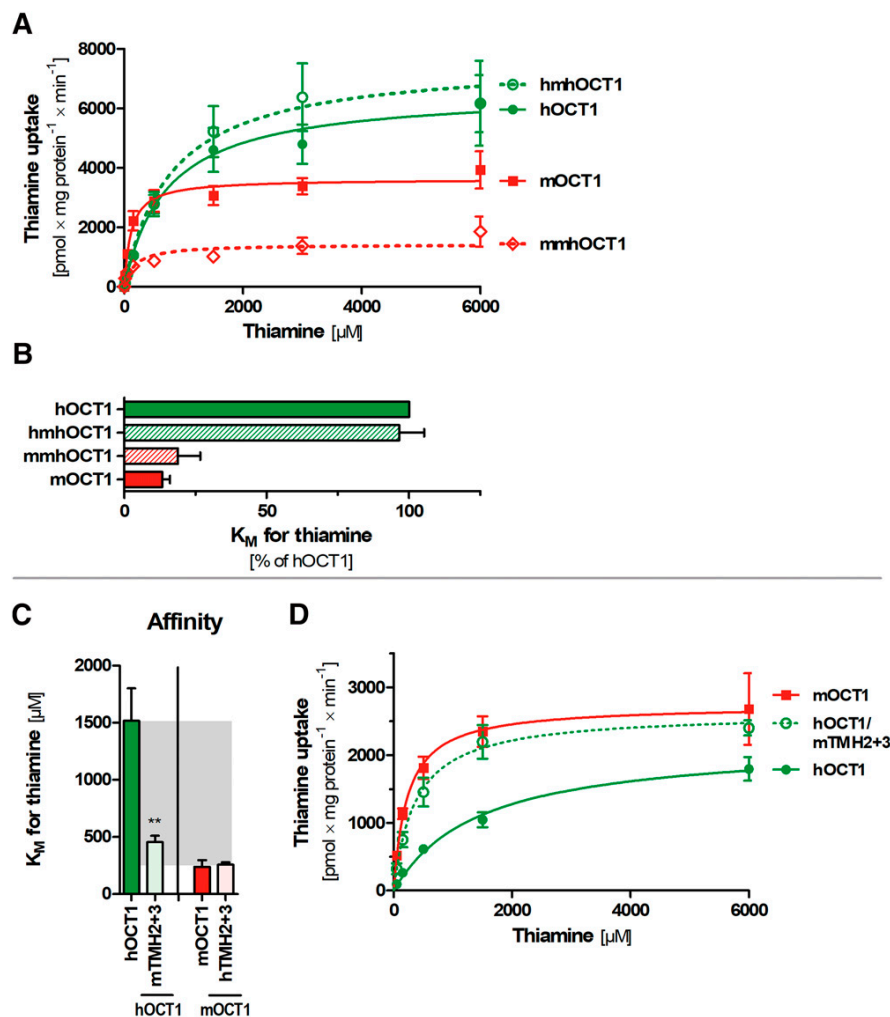 A
Thiamine uptake
[pmol × mg protein⁻¹ × min⁻¹]
8000
6000
4000
2000
0
0 2000 4000 6000
Thiamine [µM]
hmhOCT1
hOCT1
mOCT1
mmhOCT1
B
hOCT1
hmhOCT1
mmhOCT1
mOCT1
0 50 100
K_M for thiamine
[% of hOCT1]
C
Affinity
K_M for thiamine [µM]
2000
1500
1000
500
0
**
hOCT1
mTMH2+3
mOCT1
hTMH2+3
hOCT1 mOCT1
D
Thiamine uptake
[pmol × mg protein⁻¹ × min⁻¹]
3000
2000
1000
0
0 2000 4000 6000
Thiamine [µM]
mOCT1
hOCT1/
mTMH2+3
hOCT1